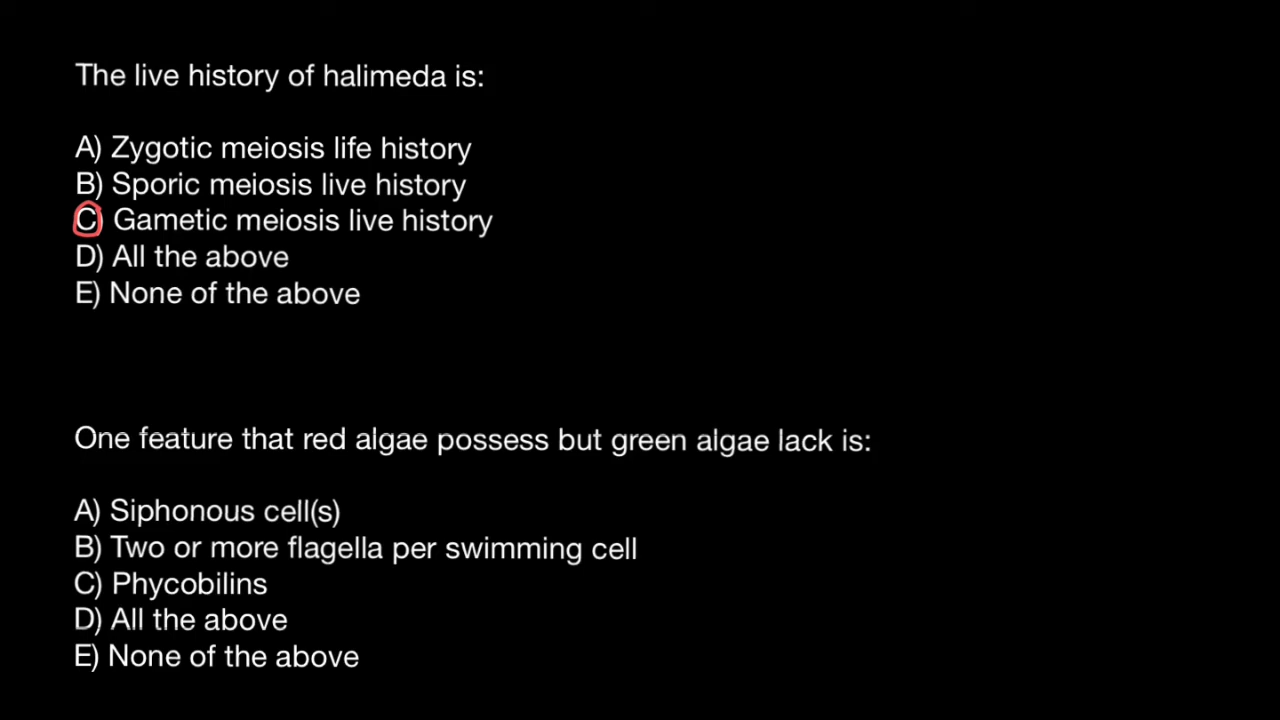 The live history of halimeda is:
A) Zygotic meiosis life history
B) Sporic meiosis live history
C) Gametic meiosis live history
D) All the above
E) None of the above
One feature that red algae possess but green algae lack is:
A) Siphonous cell(s)
B) Two or more flagella per swimming cell
C) Phycobilins
D) All the above
E) None of the above